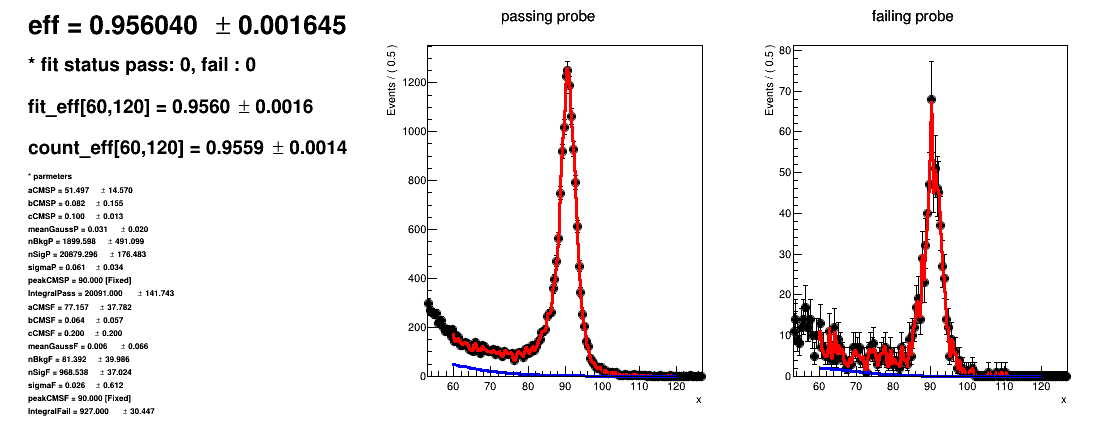 eff = 0.956040 ± 0.001645
* fit status pass: 0, fail : 0
fit_eff[60,120] = 0.9560 ± 0.0016
count_eff[60,120] = 0.9559 ± 0.0014
* parmeters
aCMSP = 51.497 ± 14.570
bCMSP = 0.082 ± 0.155
cCMSP = 0.100 ± 0.013
meanGaussP = 0.031 ± 0.020
nBkgP = 1899.598 ± 491.099
nSigP = 20879.296 ± 176.483
sigmaP = 0.061 ± 0.034
peakCMSP = 90.000 [Fixed]
IntegralPass = 20091.000 ± 141.743
aCMSF = 77.157 ± 37.782
bCMSF = 0.064 ± 0.057
cCMSF = 0.200 ± 0.200
meanGaussF = 0.006 ± 0.066
nBkgF = 81.392 ± 39.986
nSigF = 968.538 ± 37.024
sigmaF = 0.026 ± 0.612
peakCMSF = 90.000 [Fixed]
IntegralFail = 927.000 ± 30.447
passing probe
Events / ( 0.5 )
1200
1000
800
600
400
200
0
60 70 80 90 100 110 120
x
failing probe
Events / ( 0.5 )
80
70
60
50
40
30
20
10
0
60 70 80 90 100 110 120
x